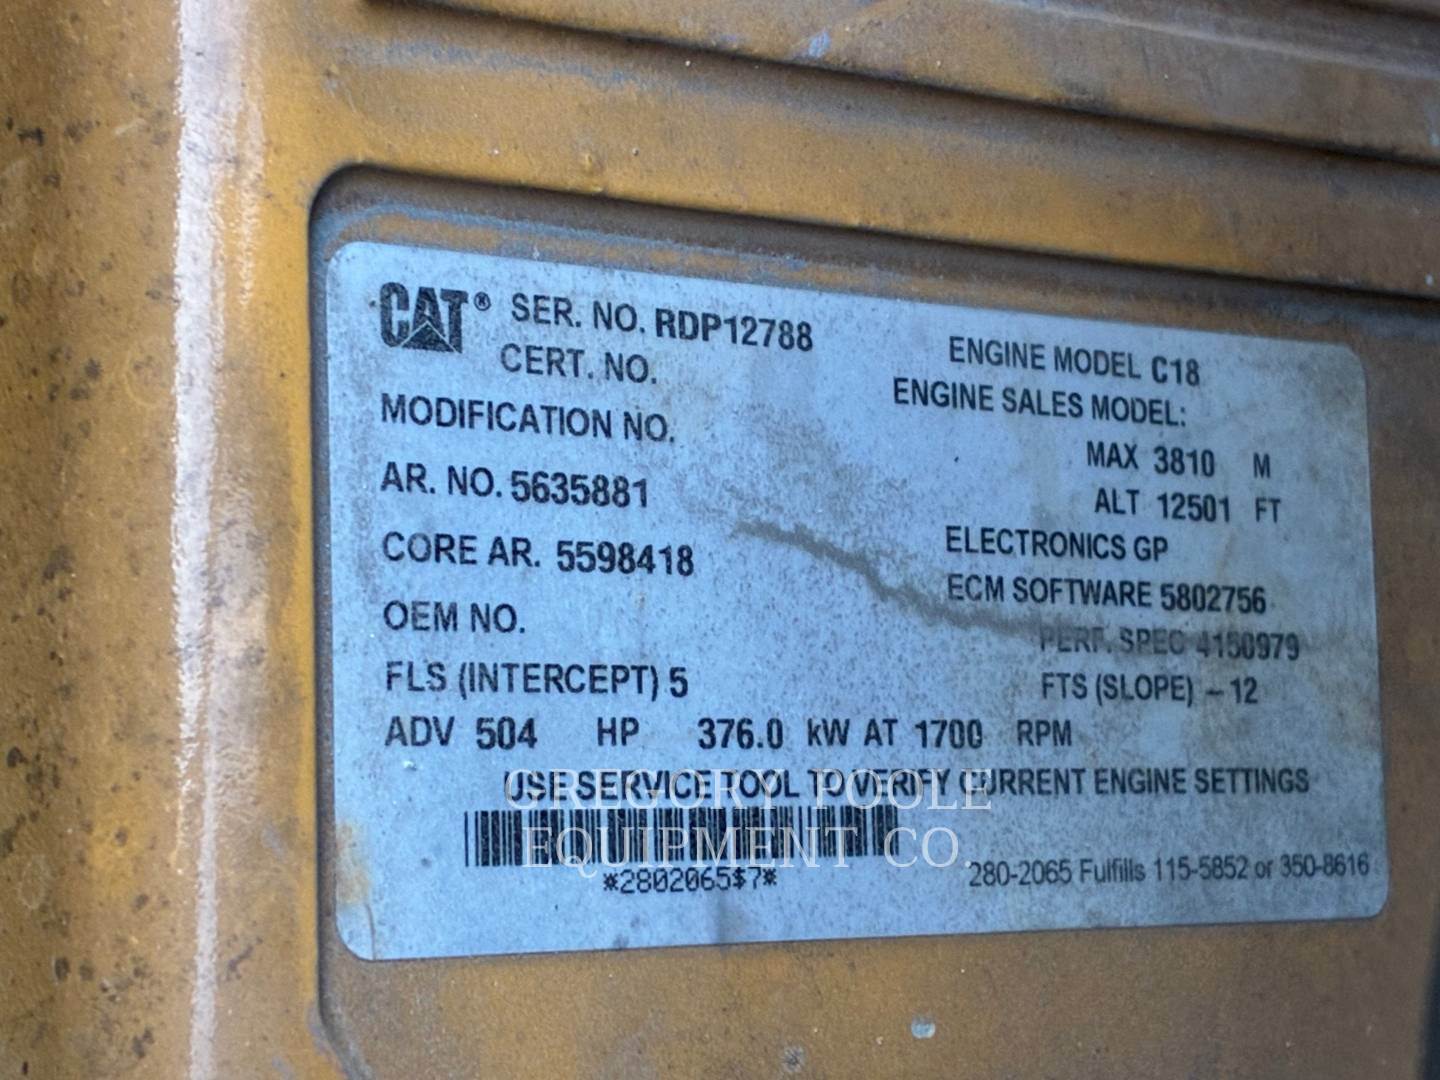 CAT® SER. NO. RDP12788
CERT. NO.
MODIFICATION NO.
AR. NO. 5635881
CORE AR. 5598418
OEM NO.
FLS (INTERCEPT) 5
ENGINE MODEL C18
ENGINE SALES MODEL:
MAX 3810 M
ALT 12501 FT
ELECTRONICS GP
ECM SOFTWARE 5802756
PERF. SPEC 4150979
FTS (SLOPE) -12
ADV 504 HP 376.0 kW AT 1700 RPM
USE SERVICE TOOL TO VERIFY CURRENT ENGINE SETTINGS
GREGORY POOLE
EQUIPMENT CO.
*2802065$7*
280-2065 Fulfills 115-5852 or 350-8616